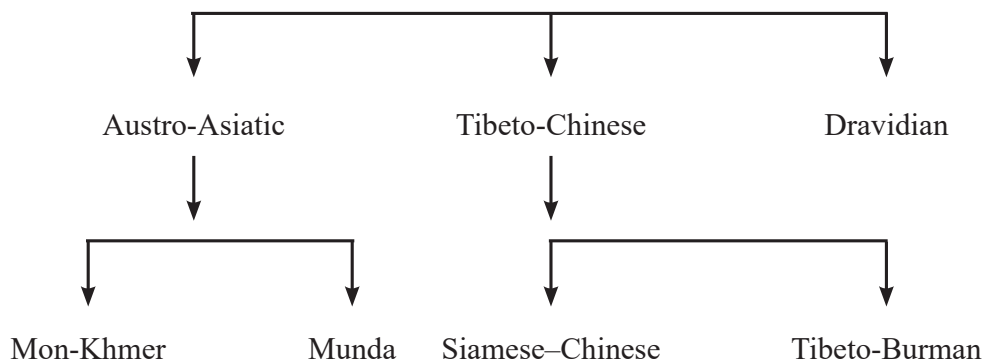 Austro-Asiatic Tibeto-Chinese Dravidian
Mon-Khmer Munda Siamese–Chinese Tibeto-Burman